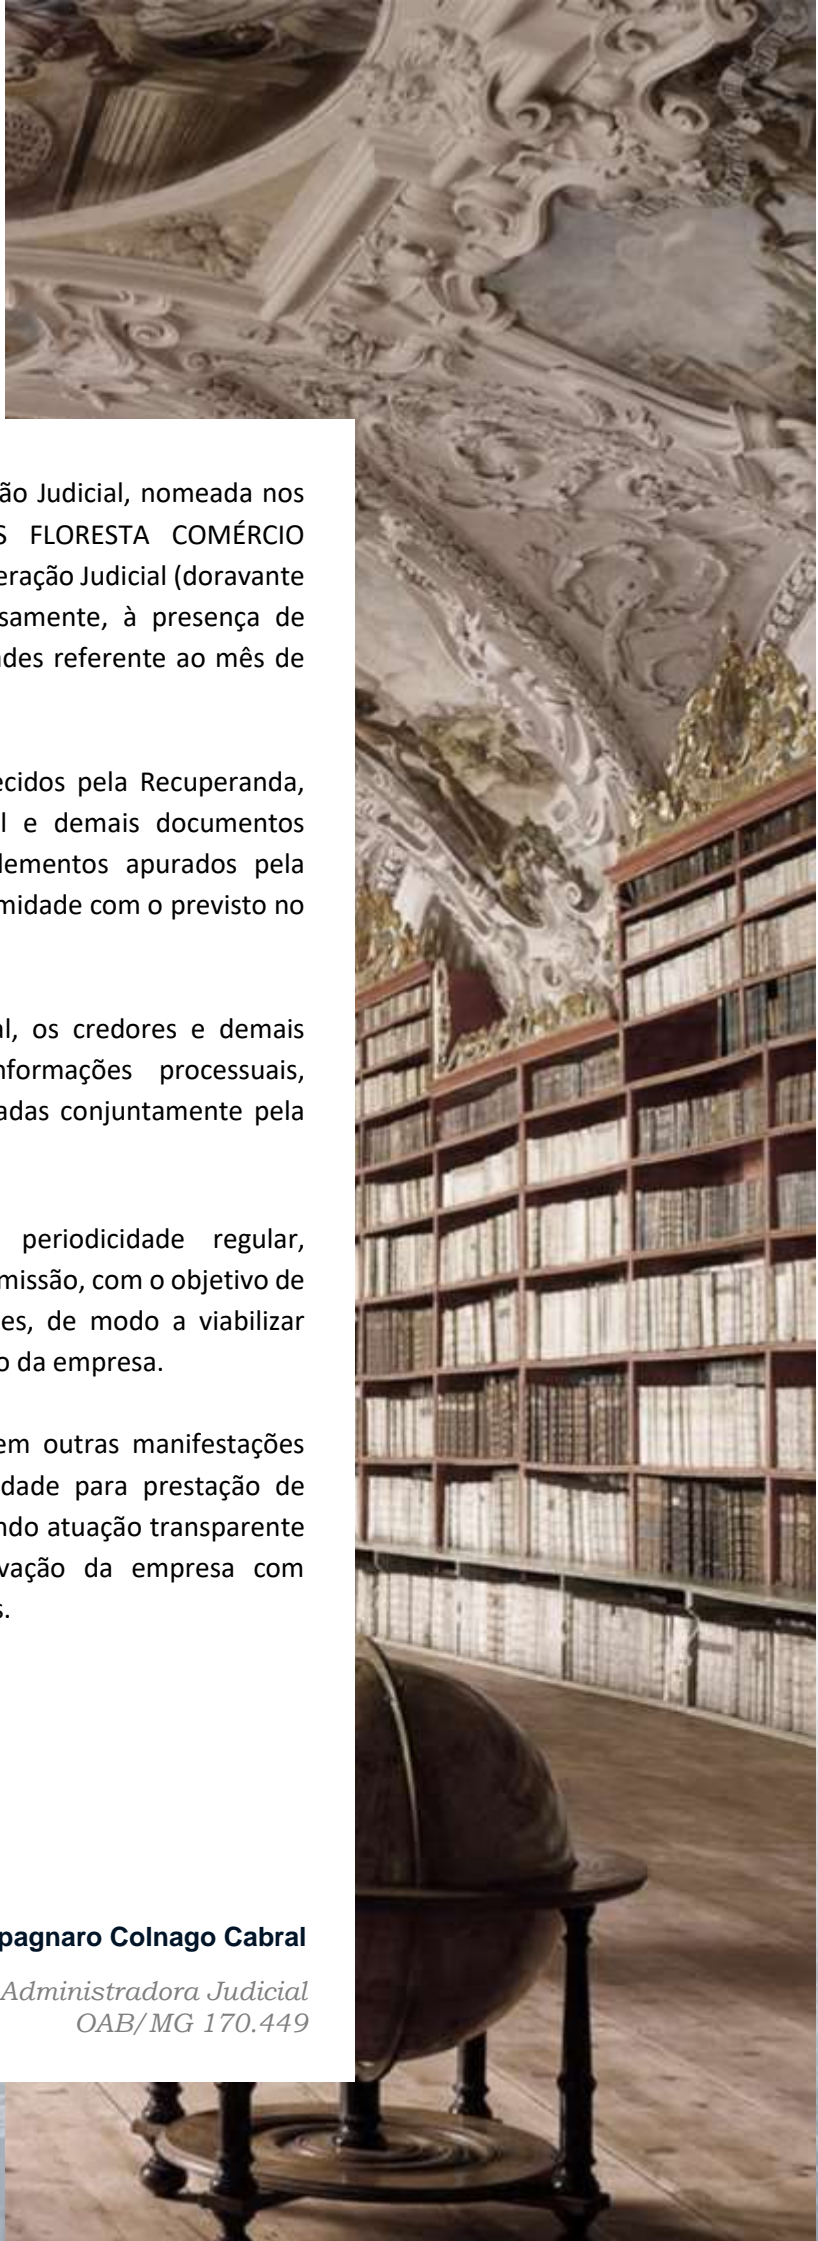 ão Judicial, nomeada nos
S FLORESTA COMÉRCIO
eração Judicial (doravante
samente, à presença de
ades referente ao mês de
ecidos pela Recuperanda,
l e demais documentos
lementos apurados pela
midade com o previsto no
al, os credores e demais
nformações processuais,
adas conjuntamente pela
periodicidade regular,
missão, com o objetivo de
es, de modo a viabilizar
o da empresa.
em outras manifestações
idade para prestação de
ndo atuação transparente
vação da empresa com
s.
pagnaro Colnago Cabral
Administradora Judicial
OAB/MG 170.449